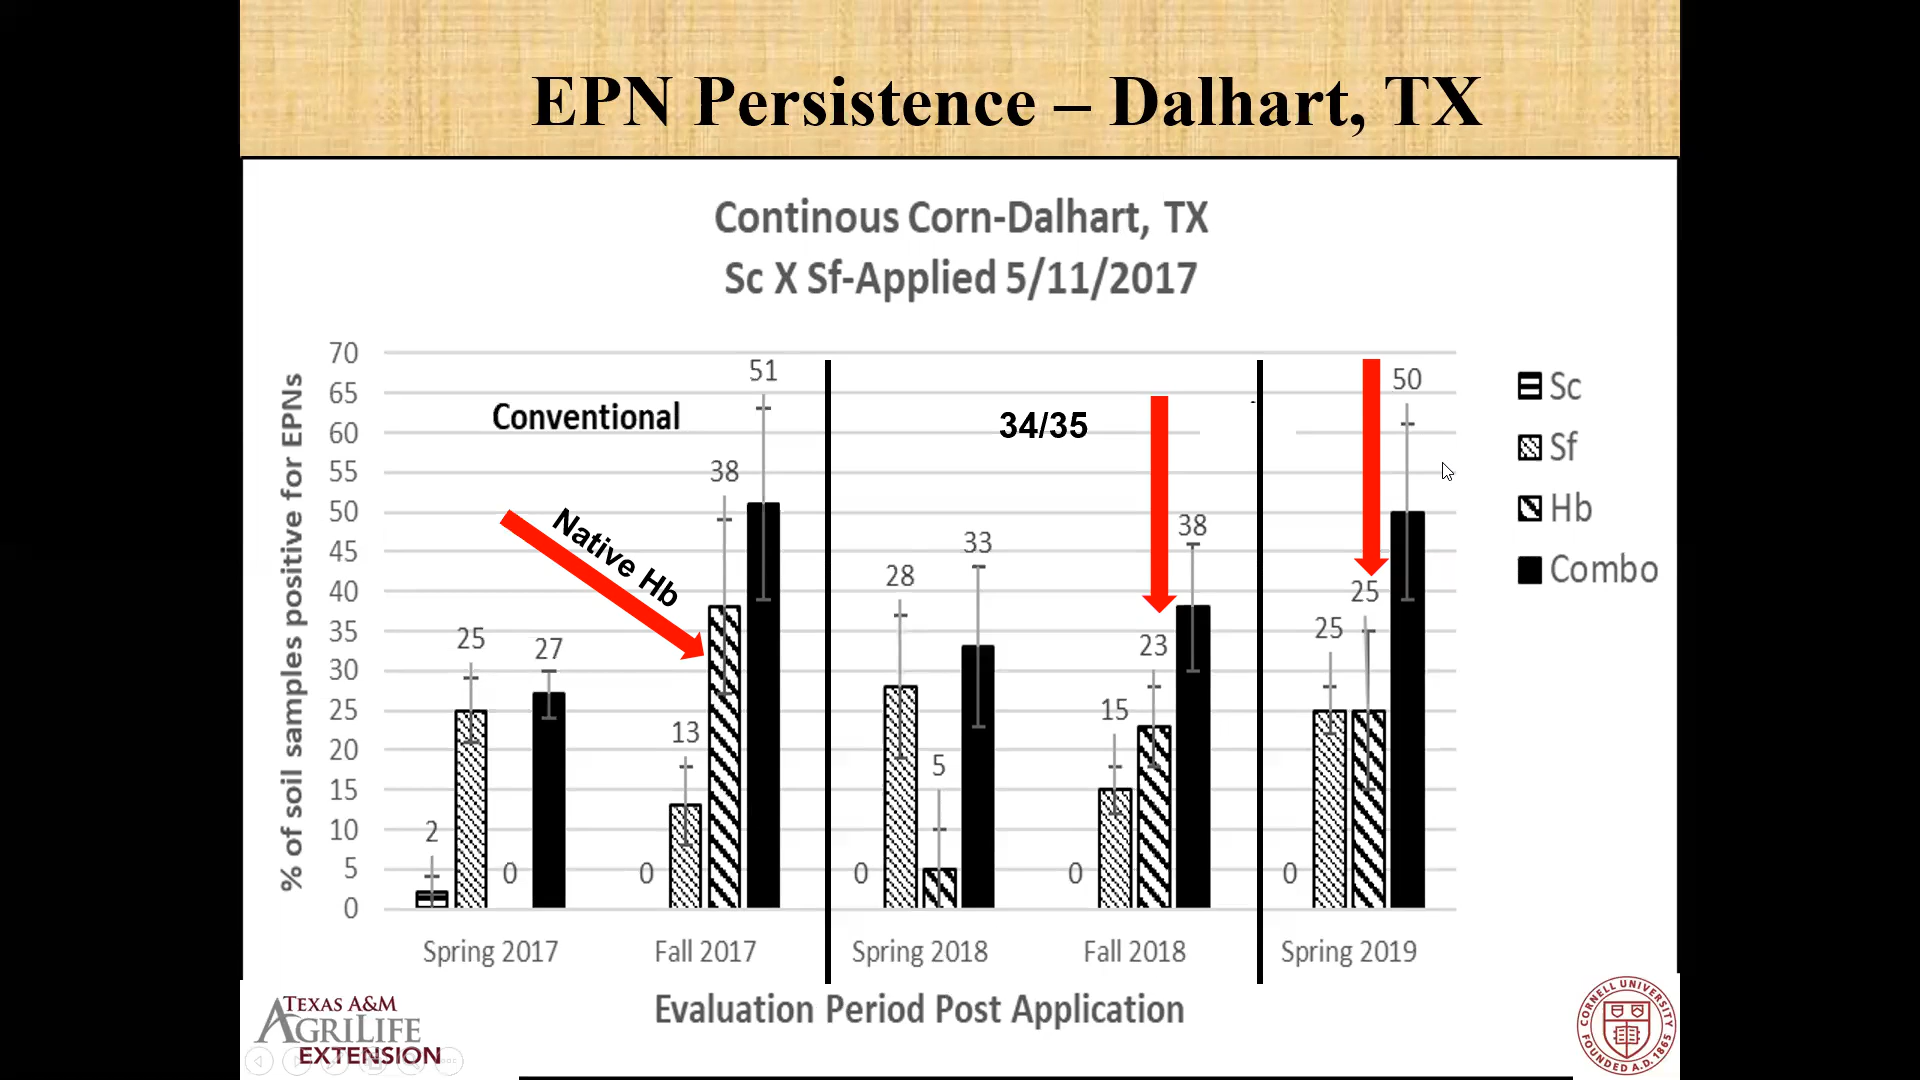 EPN Persistence – Dalhart, TX
Continous Corn-Dalhart, TX
Sc X Sf-Applied 5/11/2017
% of soil samples positive for EPNs
70
65
60
55
50
45
40
35
30
25
20
15
10
5
0
Conventional
34/35
Native Hb
2
25
0
27
0
13
38
51
0
28
5
33
0
15
23
38
0
25
25
50
Sc
Sf
Hb
Combo
Spring 2017
Fall 2017
Spring 2018
Fall 2018
Spring 2019
Evaluation Period Post Application
TEXAS A&M
AGRILIFE
EXTENSION
CORNELL UNIVERSITY
FOUNDED A.D. 1865